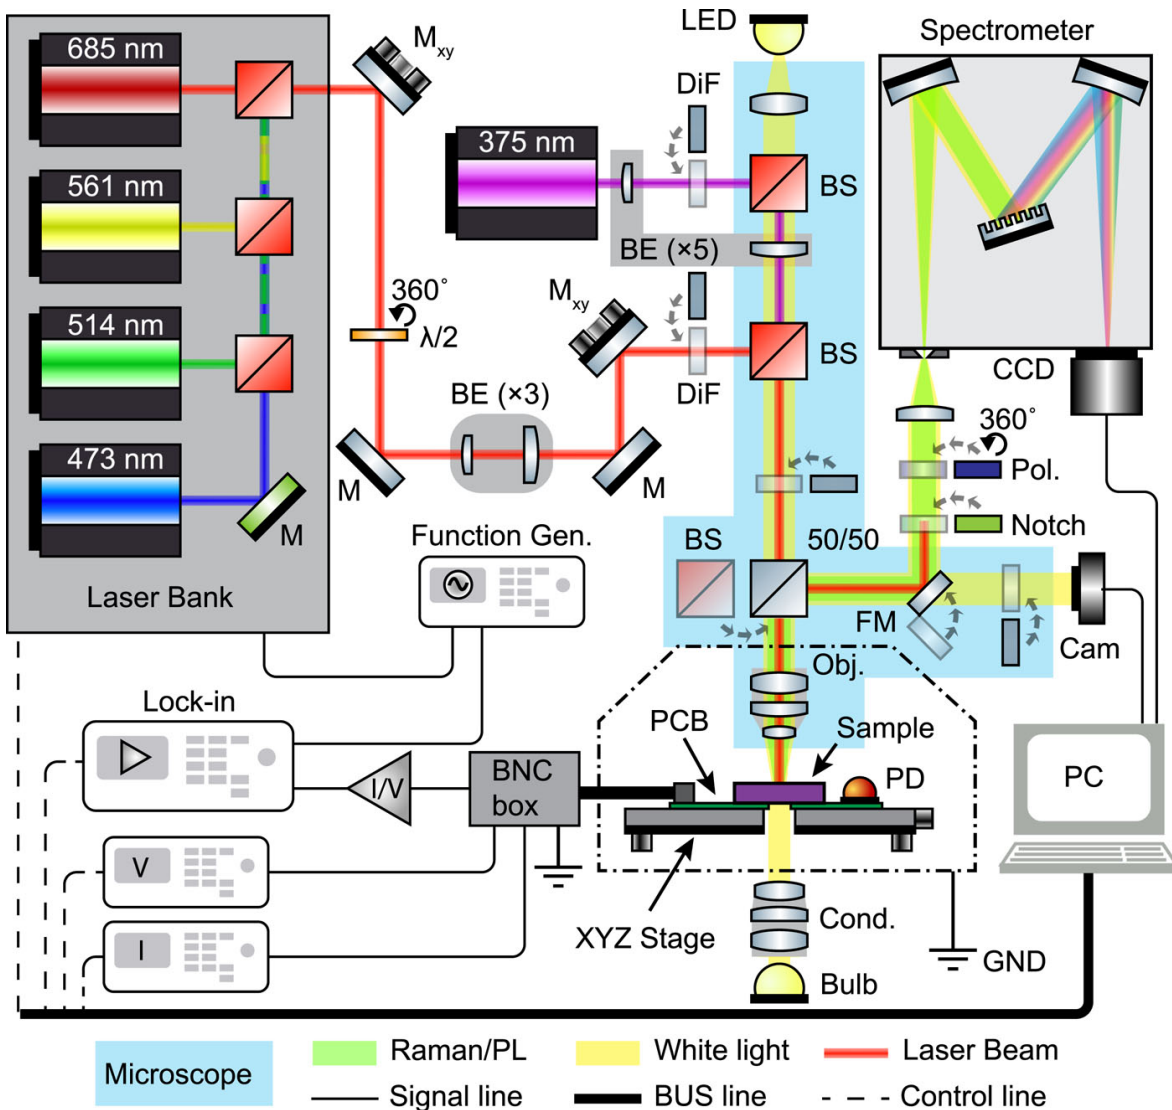 LED
Spectrometer
685 nm
Mxy
DiF
375 nm
561 nm
BS
BE (×5)
360°
λ/2
Mxy
514 nm
BS
DiF
CCD
BE (×3)
360°
473 nm
M
M
Pol.
Notch
M
Function Gen.
BS
50/50
Laser Bank
FM
Cam
Obj.
Lock-in
PCB
Sample
PD
PC
I/V
BNC
box
V
XYZ Stage
Cond.
I
GND
Bulb
Microscope
Raman/PL
White light
Laser Beam
Signal line
BUS line
Control line